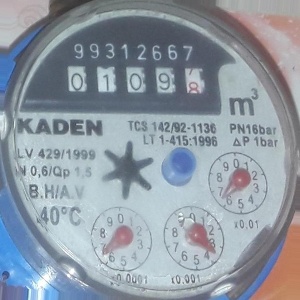 99312667
0109
m³
KADEN
TCS 142/92-1136 PN16bar
LV 429/1999 LT 1-415:1996 ΔP 1bar
N 0,6/Qp 1,5
B.H/A.V
40°C
x0,01
x0.0001 x0.001